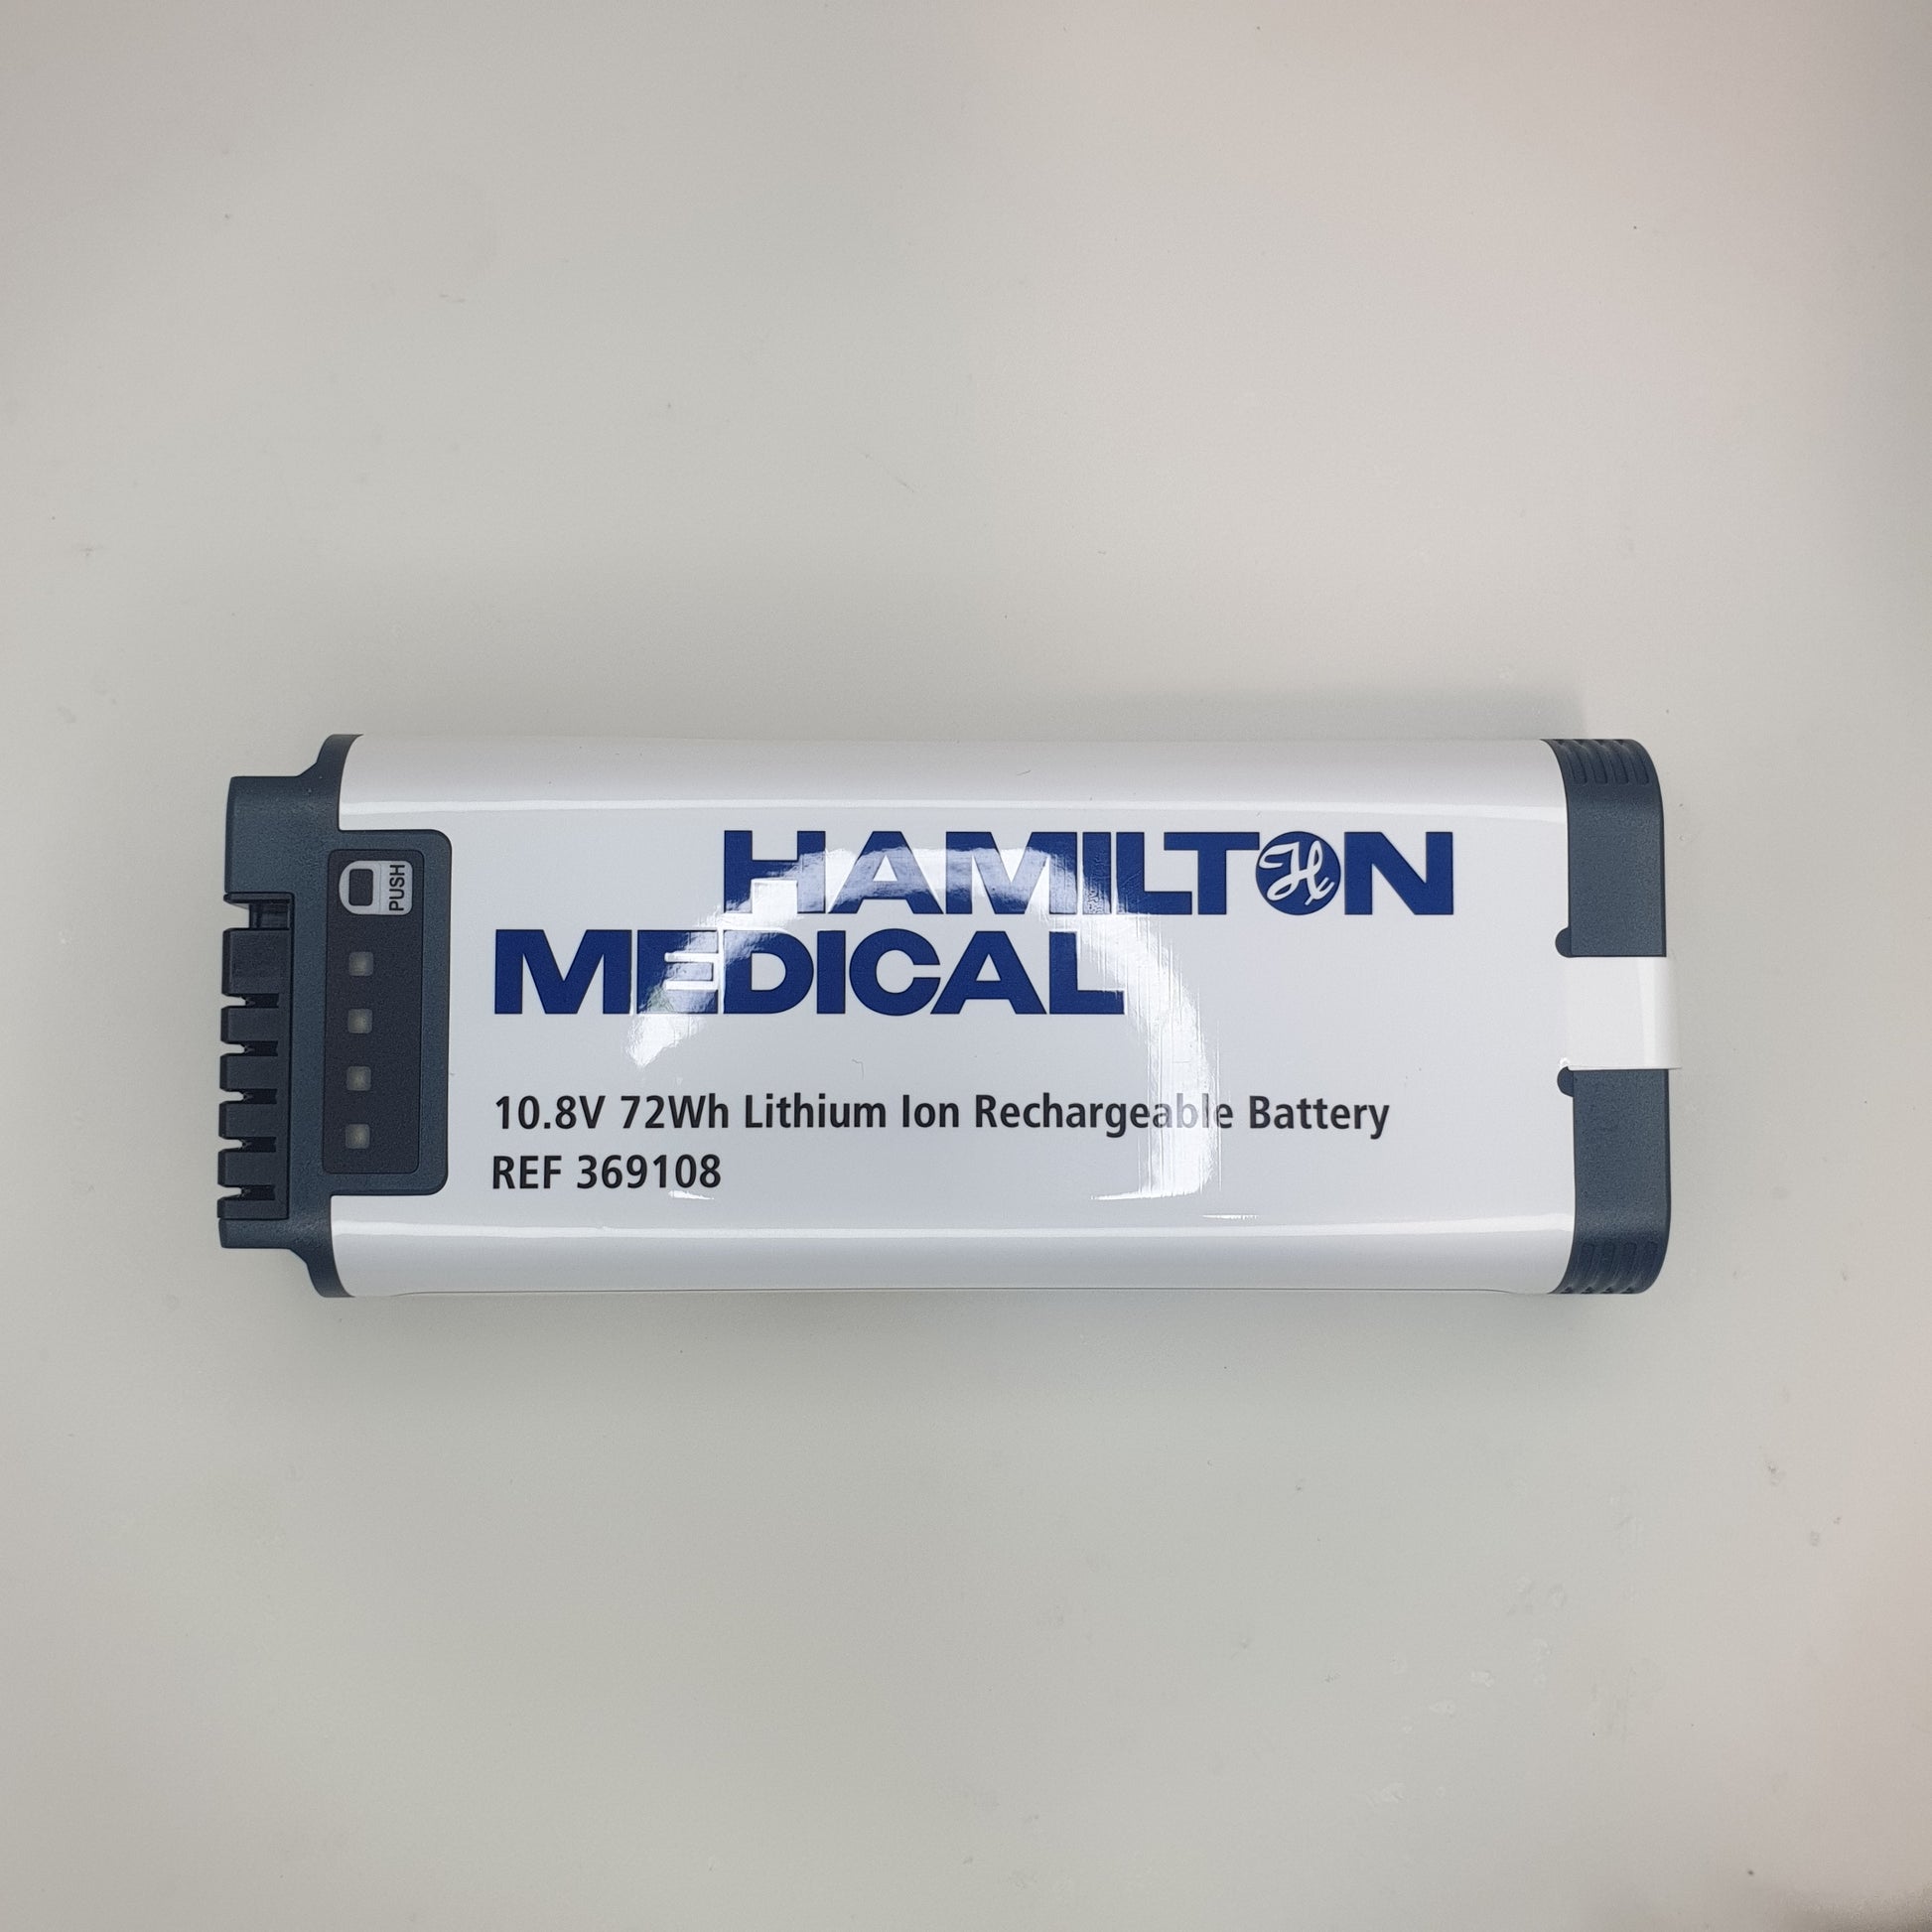 HAMILTON
MEDICAL
10.8V 72Wh Lithium Ion Rechargeable Battery
REF 369108
PUSH